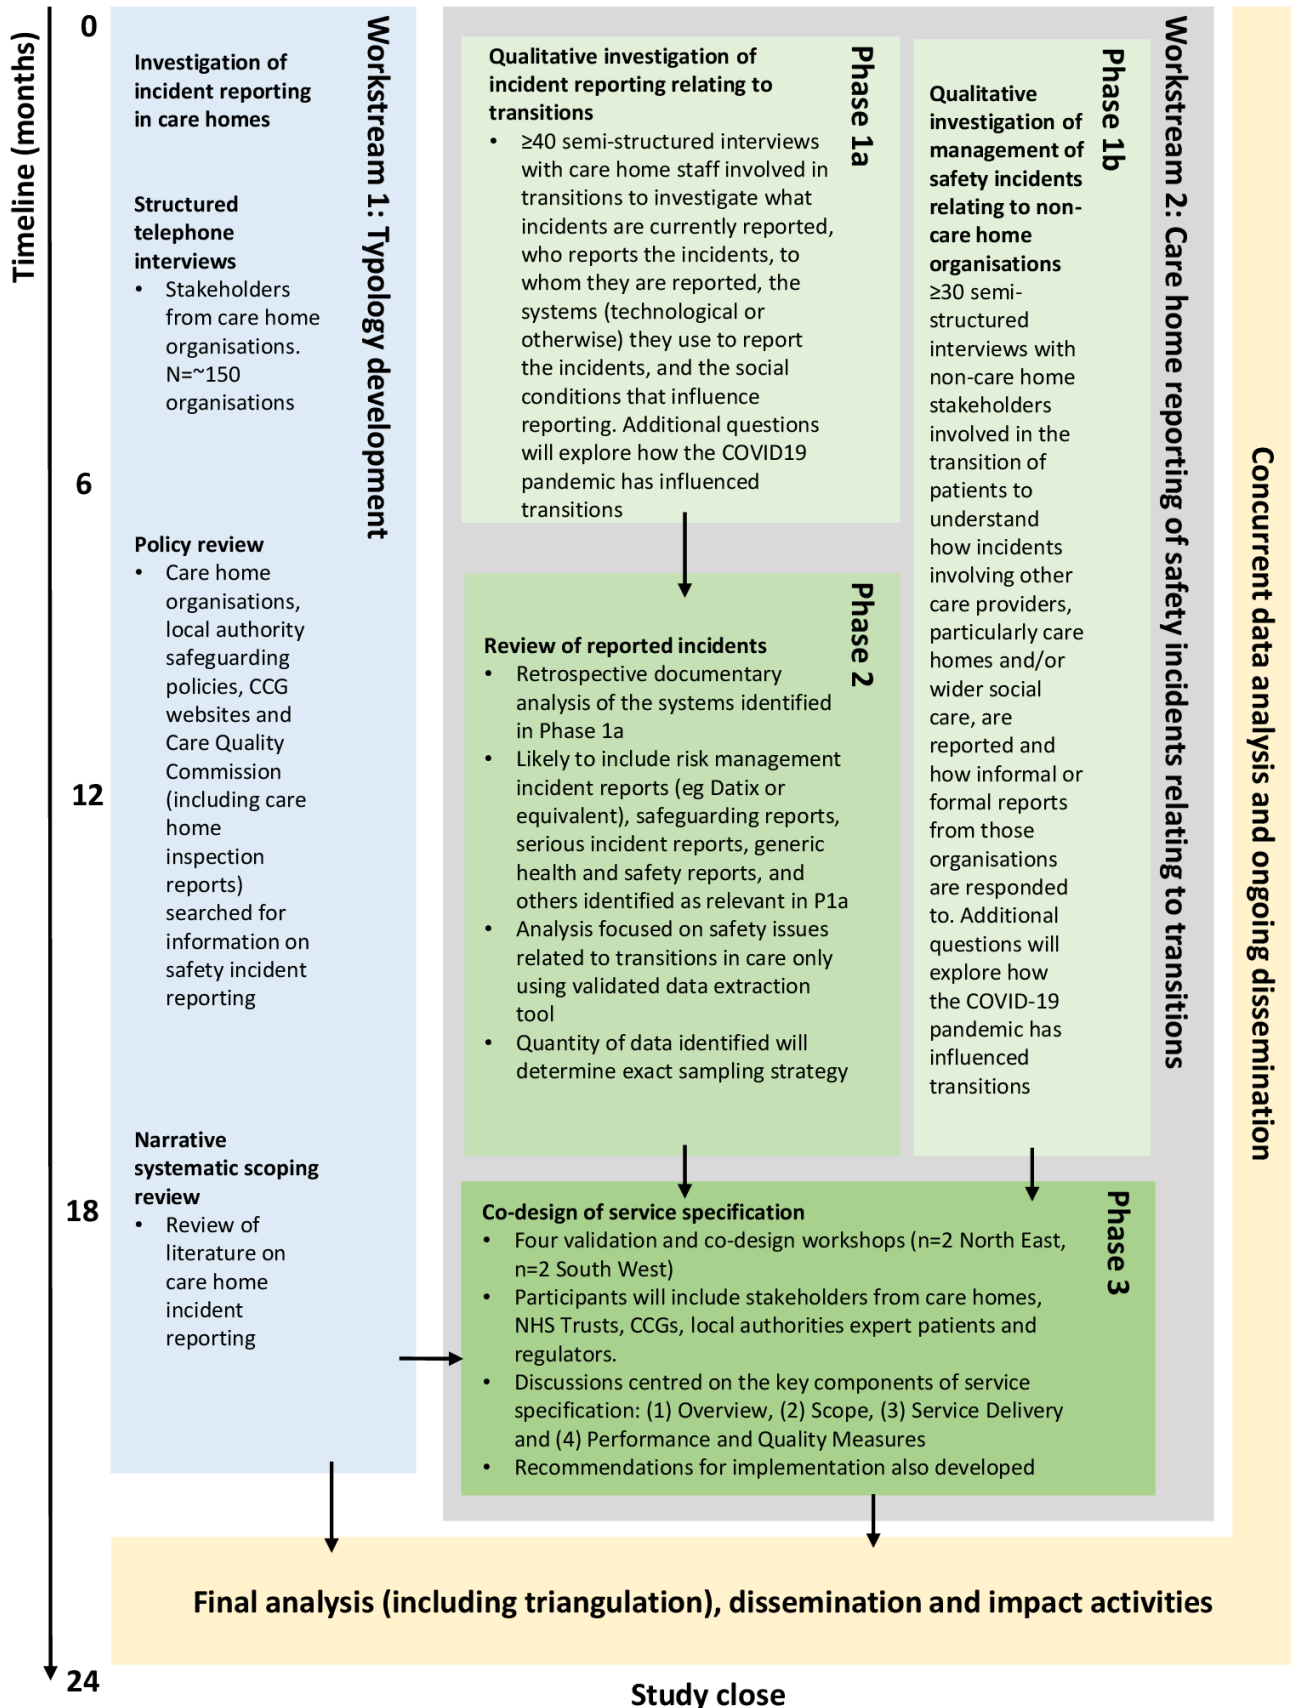 Timeline (months)
0
6
12
18
24
Workstream 1: Typology development
Investigation of
incident reporting
in care homes
Structured
telephone
interviews
• Stakeholders
from care home
organisations.
N=~150
organisations
Policy review
• Care home
organisations,
local authority
safeguarding
policies, CCG
websites and
Care Quality
Commission
(including care
home
inspection
reports)
searched for
information on
safety incident
reporting
Narrative
systematic scoping
review
• Review of
literature on
care home
incident
reporting
Workstream 2: Care home reporting of safety incidents relating to transitions
Phase 1a
Qualitative investigation of
incident reporting relating to
transitions
• ≥40 semi-structured interviews
with care home staff involved in
transitions to investigate what
incidents are currently reported,
who reports the incidents, to
whom they are reported, the
systems (technological or
otherwise) they use to report
the incidents, and the social
conditions that influence
reporting. Additional questions
will explore how the COVID19
pandemic has influenced
transitions
Phase 1b
Qualitative
investigation of
management of
safety incidents
relating to non-
care home
organisations
≥30 semi-
structured
interviews with
non-care home
stakeholders
involved in the
transition of
patients to
understand
how incidents
involving other
care providers,
particularly care
homes and/or
wider social
care, are
reported and
how informal or
formal reports
from those
organisations
are responded
to. Additional
questions will
explore how
the COVID-19
pandemic has
influenced
transitions
Phase 2
Review of reported incidents
• Retrospective documentary
analysis of the systems identified
in Phase 1a
• Likely to include risk management
incident reports (eg Datix or
equivalent), safeguarding reports,
serious incident reports, generic
health and safety reports, and
others identified as relevant in P1a
• Analysis focused on safety issues
related to transitions in care only
using validated data extraction
tool
• Quantity of data identified will
determine exact sampling strategy
Phase 3
Co-design of service specification
• Four validation and co-design workshops (n=2 North East,
n=2 South West)
• Participants will include stakeholders from care homes,
NHS Trusts, CCGs, local authorities expert patients and
regulators.
• Discussions centred on the key components of service
specification: (1) Overview, (2) Scope, (3) Service Delivery
and (4) Performance and Quality Measures
• Recommendations for implementation also developed
Concurrent data analysis and ongoing dissemination
Final analysis (including triangulation), dissemination and impact activities
Study close